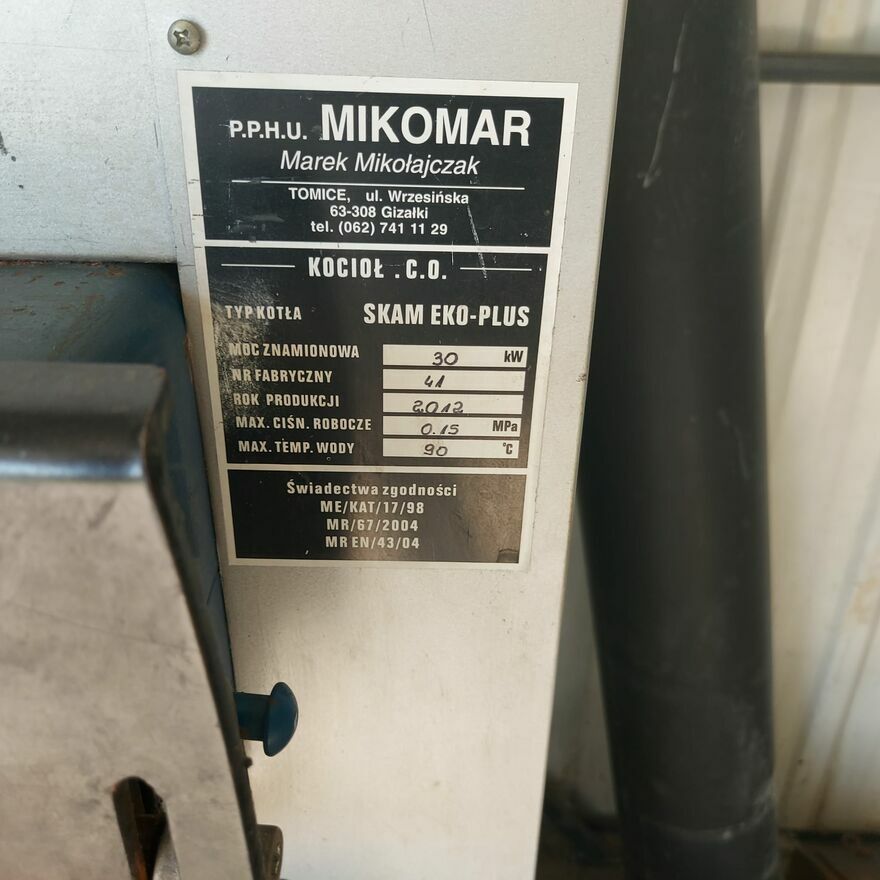 P.P.H.U. MIKOMAR
Marek Mikołajczak
TOMICE, ul. Wrzesińska
63-308 Gizałki
tel. (062) 741 11 29
KOCIOŁ .C.O.
TYP KOTŁA SKAM EKO-PLUS
MOC ZNAMIONOWA 30 kW
NR FABRYCZNY 41
ROK PRODUKCJI 2012
MAX. CIŚN. ROBOCZE 0.15 MPa
MAX. TEMP. WODY 90 °C
Świadectwa zgodności
ME/KAT/17/98
MR/67/2004
MR EN/43/04